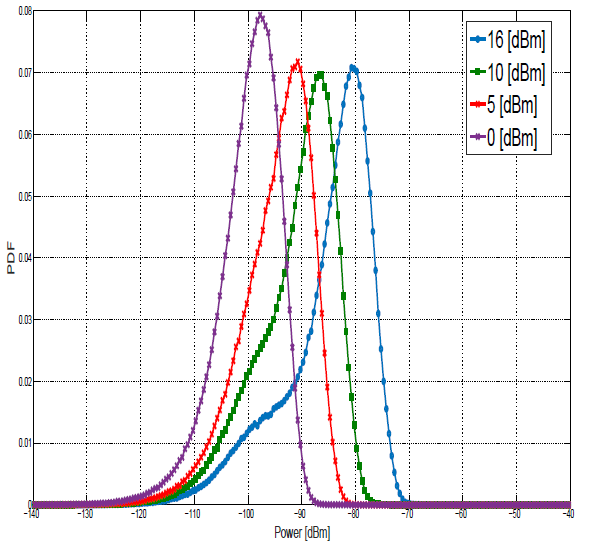 0.08
0.07
0.06
0.05
0.04
0.03
0.02
0.01
0
PDF
16 [dBm]
10 [dBm]
5 [dBm]
0 [dBm]
-140 -130 -120 -110 -100 -90 -80 -70 -60 -50 -40
Power [dBm]